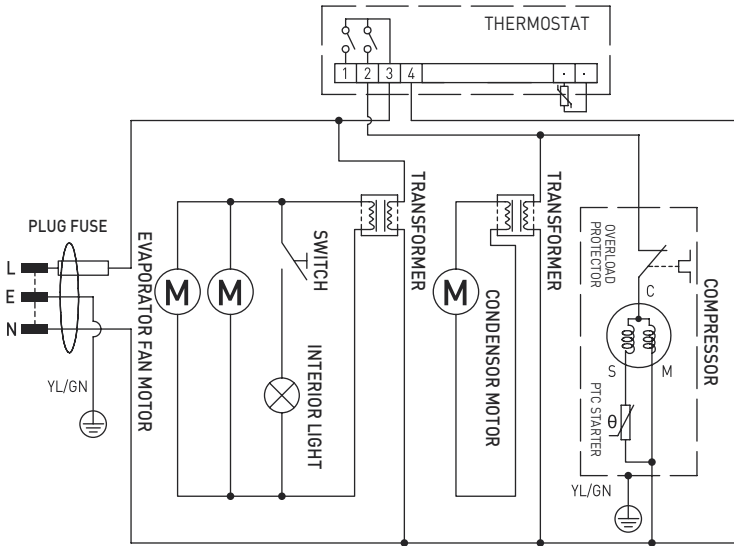 THERMOSTAT
1 2 3 4
PLUG FUSE
L
E
N
YL/GN
EVAPORATOR FAN MOTOR
M
M
SWITCH
INTERIOR LIGHT
TRANSFORMER
M
CONDENSOR MOTOR
TRANSFORMER
OVERLOAD
PROTECTOR
COMPRESSOR
C
S
M
PTC STARTER
θ
YL/GN